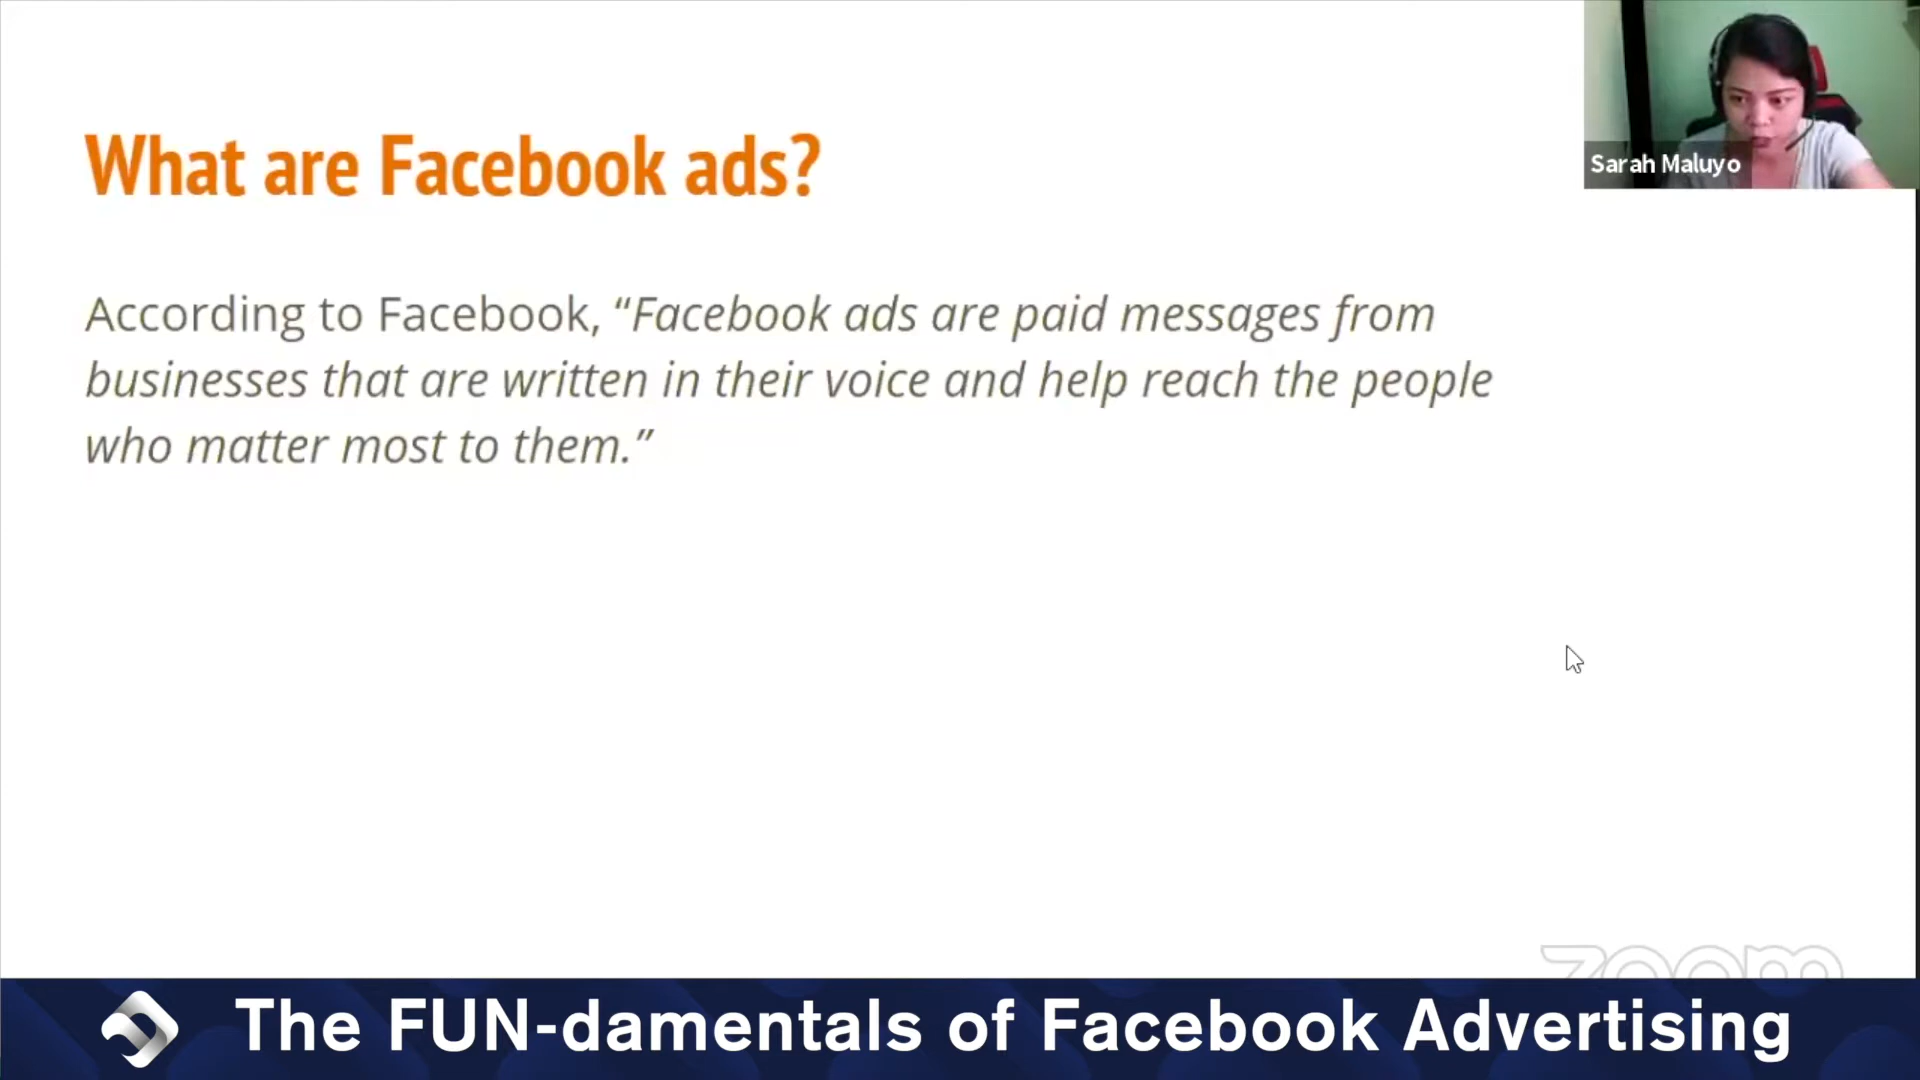 What are Facebook ads?
Sarah Maluyo
According to Facebook, “Facebook ads are paid messages from
businesses that are written in their voice and help reach the people
who matter most to them.”
zoom
The FUN-damentals of Facebook Advertising